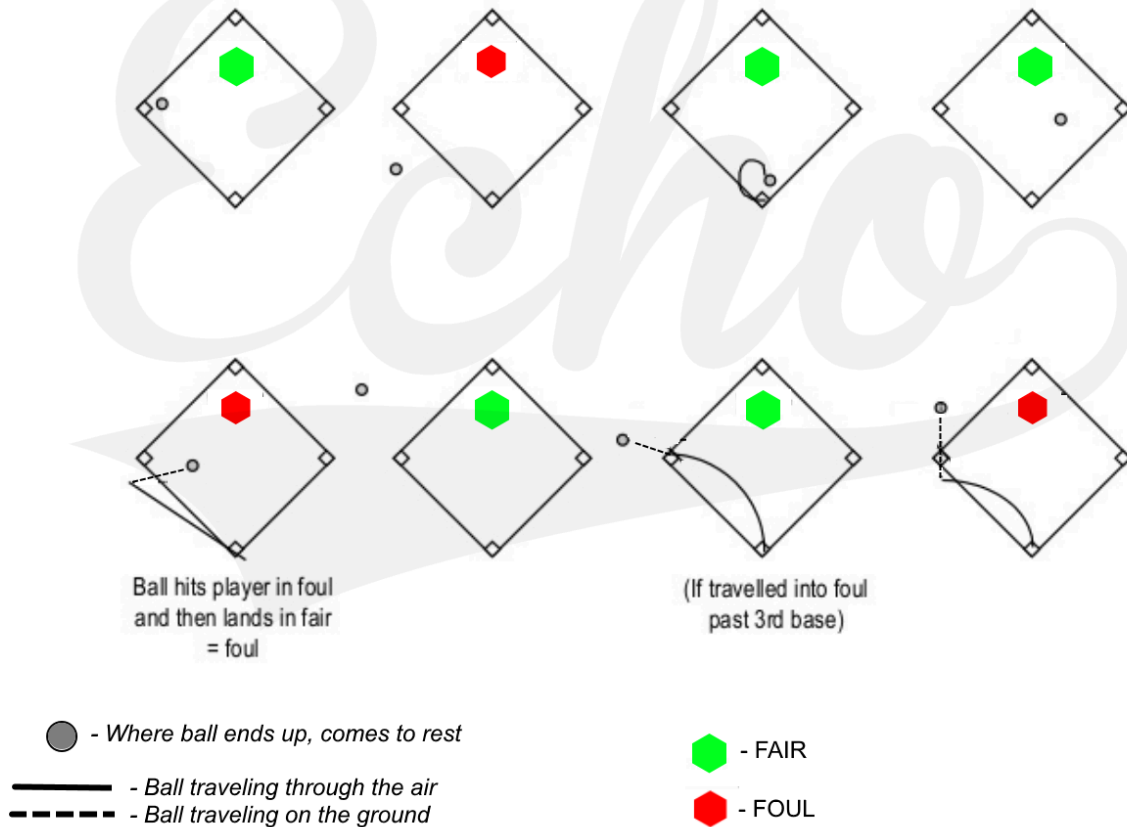 Echo
Ball hits player in foul
and then lands in fair
= foul
(If travelled into foul
past 3rd base)
- Where ball ends up, comes to rest
- Ball traveling through the air
- Ball traveling on the ground
- FAIR
- FOUL